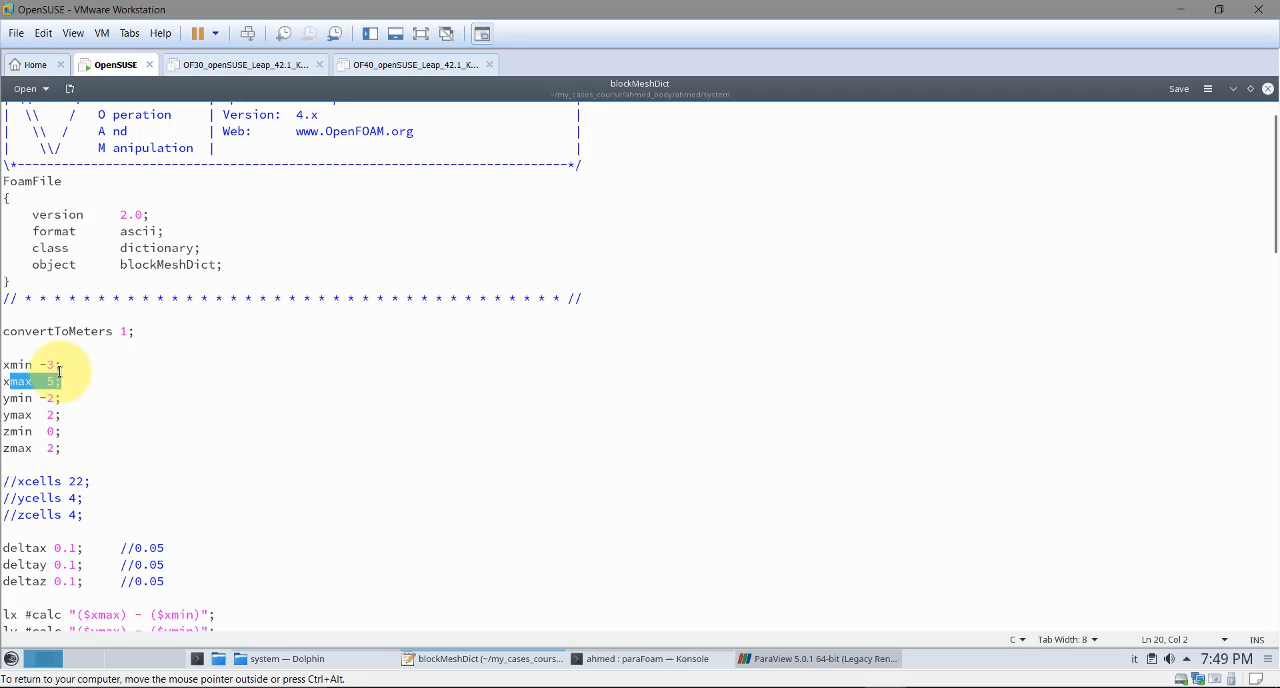 OpenSUSE - VMware Workstation
File Edit View VM Tabs Help
Home OpenSUSE OF30_openSUSE_Leap_42.1_K... OF40_openSUSE_Leap_42.1_K...
blockMeshDict
Open ~/my_cases_course/ahmed_body/ahmed/system Save
| \\ / O peration | Version: 4.x |
| \\ / A nd | Web: www.OpenFOAM.org |
| \\/ M anipulation | |
\*---------------------------------------------------------------------------*/
FoamFile
{
version 2.0;
format ascii;
class dictionary;
object blockMeshDict;
}
// * * * * * * * * * * * * * * * * * * * * * * * * * * * * * * * * * * * * * //
convertToMeters 1;
xmin -3;
xmax 5;
ymin -2;
ymax 2;
zmin 0;
zmax 2;
//xcells 22;
//ycells 4;
//zcells 4;
deltax 0.1; //0.05
deltay 0.1; //0.05
deltaz 0.1; //0.05
lx #calc "($xmax) - ($xmin)";
ly #calc "($ymax) - ($ymin)";
C Tab Width: 8 Ln 20, Col 2 INS
system — Dolphin blockMeshDict (~/my_cases_cours... ahmed : paraFoam — Konsole ParaView 5.0.1 64-bit (Legacy Ren... it 7:49 PM
To return to your computer, move the mouse pointer outside or press Ctrl+Alt.